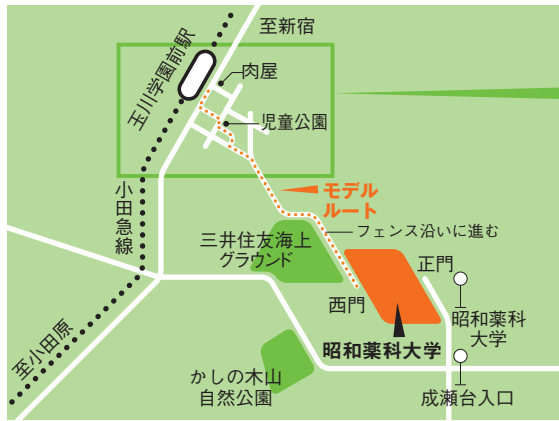 至新宿
玉川学園前駅
肉屋
児童公園
小田急線
モデル
ルート
フェンス沿いに進む
三井住友海上
グラウンド
正門
西門
昭和薬科
大学
昭和薬科大学
至小田原
かしの木山
自然公園
成瀬台入口